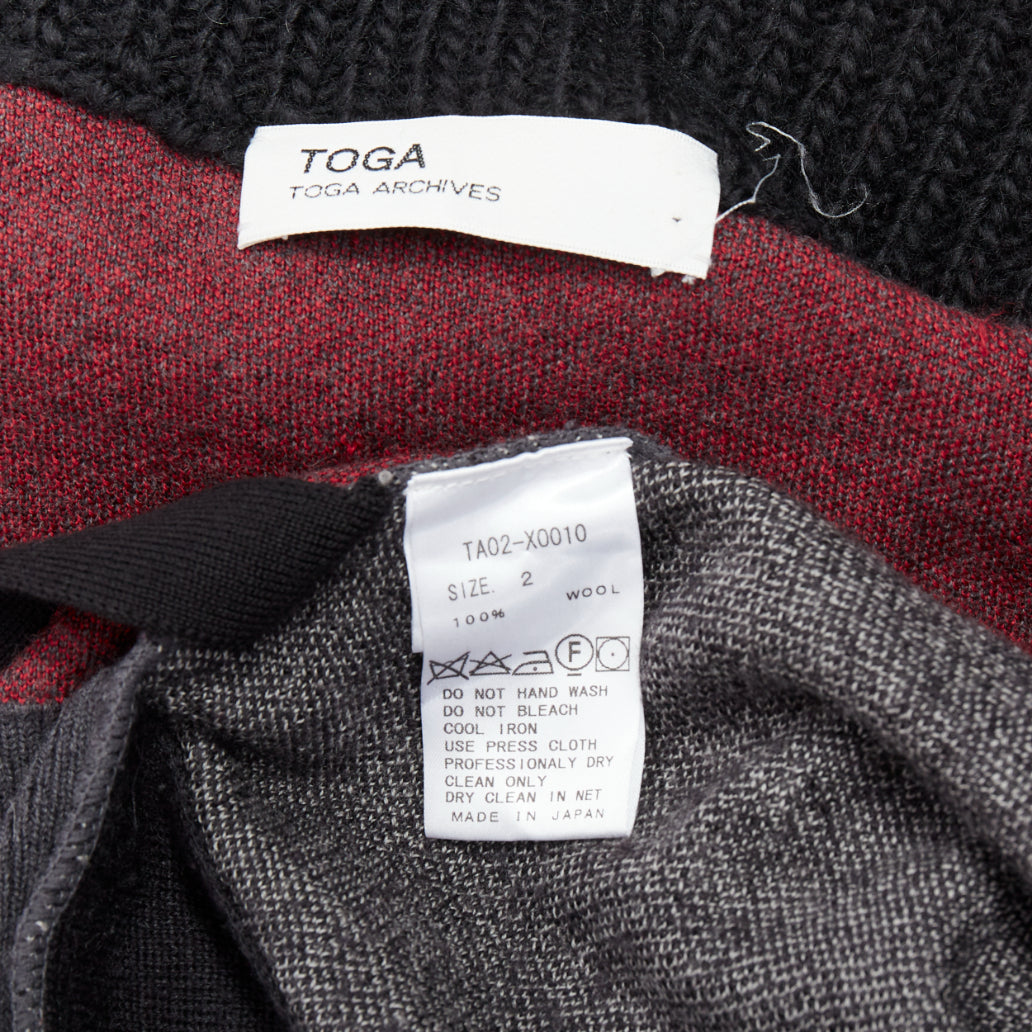 TOGA
TOGA ARCHIVES
TA02-X0010
SIZE. 2
100% WOOL
F
DO NOT HAND WASH
DO NOT BLEACH
COOL IRON
USE PRESS CLOTH
PROFESSIONALY DRY
CLEAN ONLY
DRY CLEAN IN NET
MADE IN JAPAN